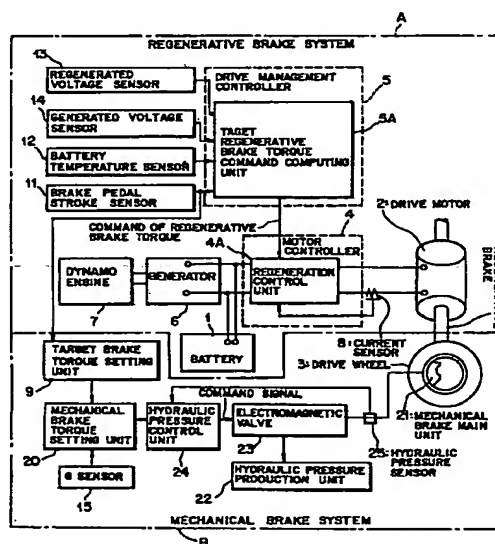 A
REGENERATIVE BRAKE SYSTEM
13
REGENERATED
VOLTAGE SENSOR
14
GENERATED VOLTAGE
SENSOR
12
BATTERY
TEMPERATURE SENSOR
11
BRAKE PEDAL
STROKE SENSOR
DRIVE MANAGEMENT
CONTROLLER
5
5A
TAGET
REGENERATIVE
BRAKE TORQUE
COMMAND COMPUTING
UNIT
COMMAND OF REGENERATIVE
BRAKE TORQUE
4
4A
MOTOR
CONTROLLER
REGENERATION
CONTROL
UNIT
2: DRIVE MOTOR
BRAKE
DYNAMO
ENGINE
7
GENERATOR
6
1
BATTERY
8: CURRENT
SENSOR
3: DRIVE WHEEL
TARGET BRAKE
TORQUE SETTING
UNIT
9
COMMAND SIGNAL
MECHANICAL
BRAKE TORQUE
SETTING UNIT
20
HYDRAULIC
PRESSURE
CONTROL
UNIT
24
ELECTROMAGNETIC
VALVE
23
21: MECHANICAL
BRAKE MAIN
UNIT
25: HYDRAULIC
PRESSURE
SENSOR
G SENSOR
15
HYDRAULIC PRESSURE
PRODUCTION UNIT
22
MECHANICAL BRAKE SYSTEM
B